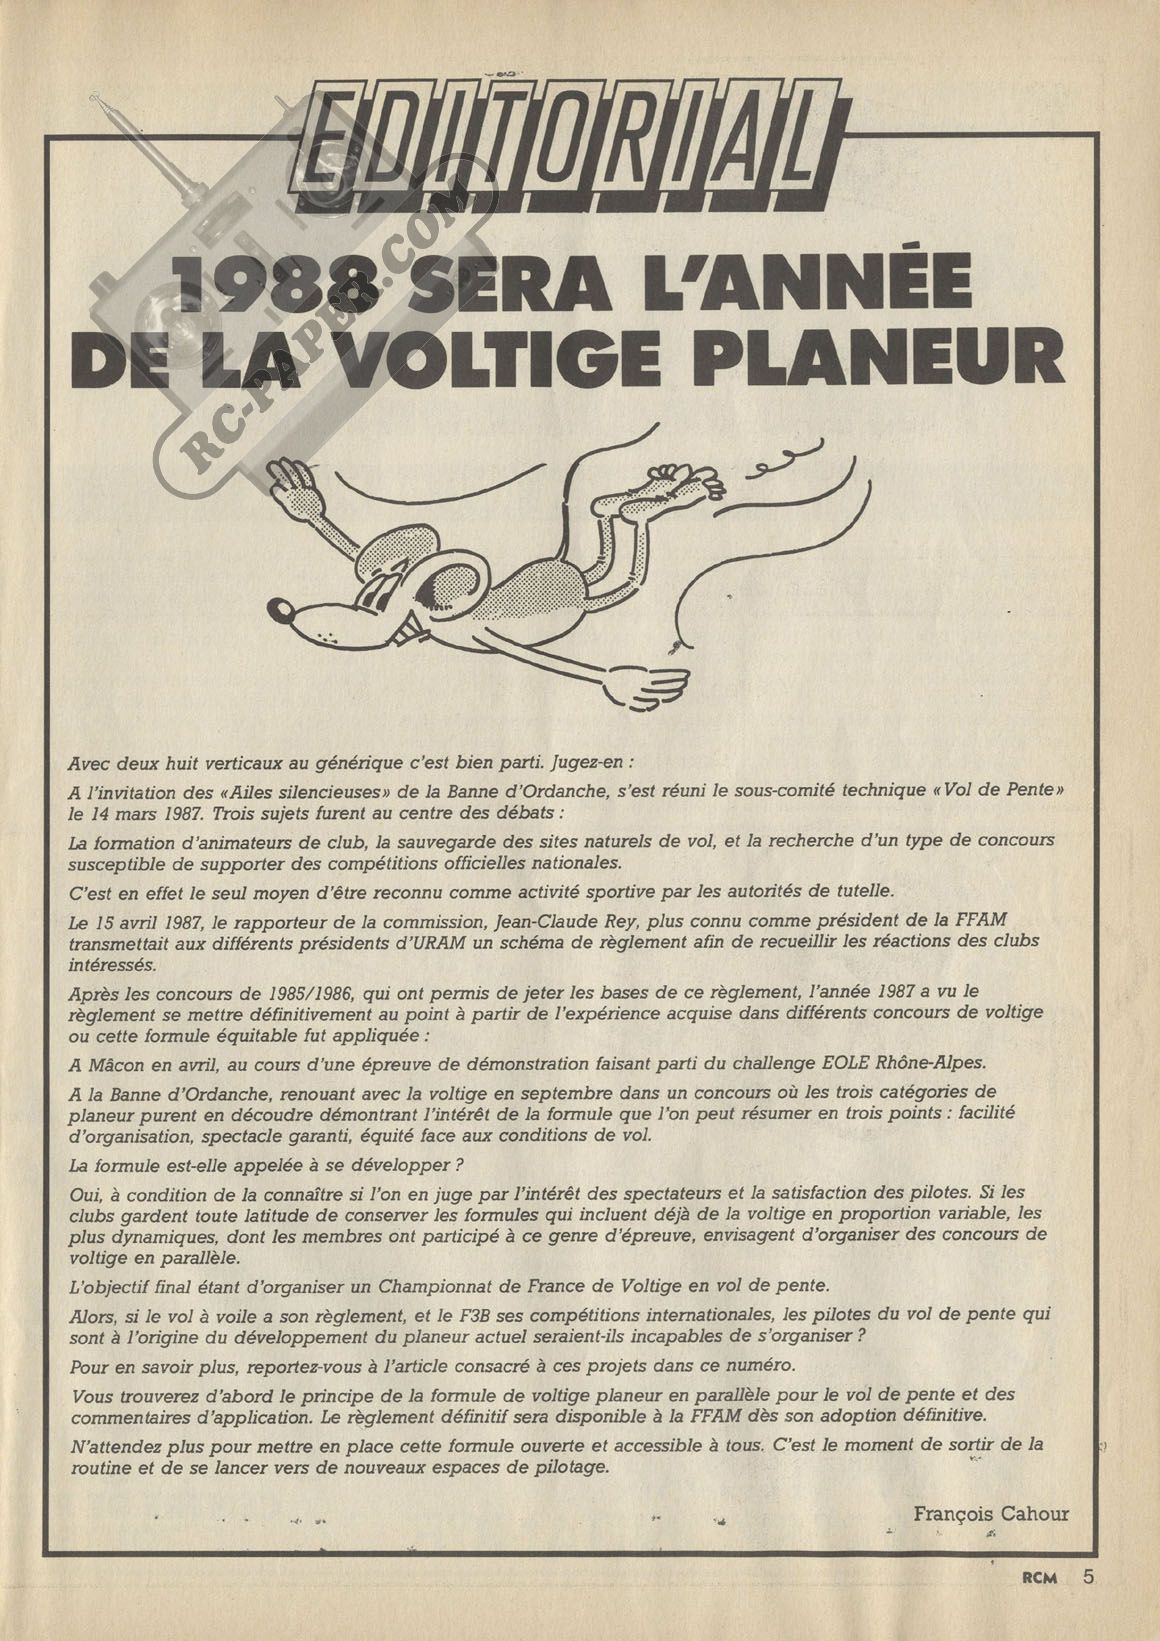 EDITORIAL
1988 SERA L'ANNÉE
DE LA VOLTIGE PLANEUR
RC-PAPER.COM
Avec deux huit verticaux au générique c'est bien parti. Jugez-en :
A l'invitation des «Ailes silencieuses» de la Banne d'Ordanche, s'est réuni le sous-comité technique «Vol de Pente»
le 14 mars 1987. Trois sujets furent au centre des débats :
La formation d'animateurs de club, la sauvegarde des sites naturels de vol, et la recherche d'un type de concours
susceptible de supporter des compétitions officielles nationales.
C'est en effet le seul moyen d'être reconnu comme activité sportive par les autorités de tutelle.
Le 15 avril 1987, le rapporteur de la commission, Jean-Claude Rey, plus connu comme président de la FFAM
transmettait aux différents présidents d'URAM un schéma de règlement afin de recueillir les réactions des clubs
intéressés.
Après les concours de 1985/1986, qui ont permis de jeter les bases de ce règlement, l'année 1987 a vu le
règlement se mettre définitivement au point à partir de l'expérience acquise dans différents concours de voltige
ou cette formule équitable fut appliquée :
A Mâcon en avril, au cours d'une épreuve de démonstration faisant parti du challenge EOLE Rhône-Alpes.
A la Banne d'Ordanche, renouant avec la voltige en septembre dans un concours où les trois catégories de
planeur purent en découdre démontrant l'intérêt de la formule que l'on peut résumer en trois points : facilité
d'organisation, spectacle garanti, équité face aux conditions de vol.
La formule est-elle appelée à se développer ?
Oui, à condition de la connaître si l'on en juge par l'intérêt des spectateurs et la satisfaction des pilotes. Si les
clubs gardent toute latitude de conserver les formules qui incluent déjà de la voltige en proportion variable, les
plus dynamiques, dont les membres ont participé à ce genre d'épreuve, envisagent d'organiser des concours de
voltige en parallèle.
L'objectif final étant d'organiser un Championnat de France de Voltige en vol de pente.
Alors, si le vol à voile a son règlement, et le F3B ses compétitions internationales, les pilotes du vol de pente qui
sont à l'origine du développement du planeur actuel seraient-ils incapables de s'organiser ?
Pour en savoir plus, reportez-vous à l'article consacré à ces projets dans ce numéro.
Vous trouverez d'abord le principe de la formule de voltige planeur en parallèle pour le vol de pente et des
commentaires d'application. Le règlement définitif sera disponible à la FFAM dès son adoption définitive.
N'attendez plus pour mettre en place cette formule ouverte et accessible à tous. C'est le moment de sortir de la
routine et de se lancer vers de nouveaux espaces de pilotage.
François Cahour
RCM 5